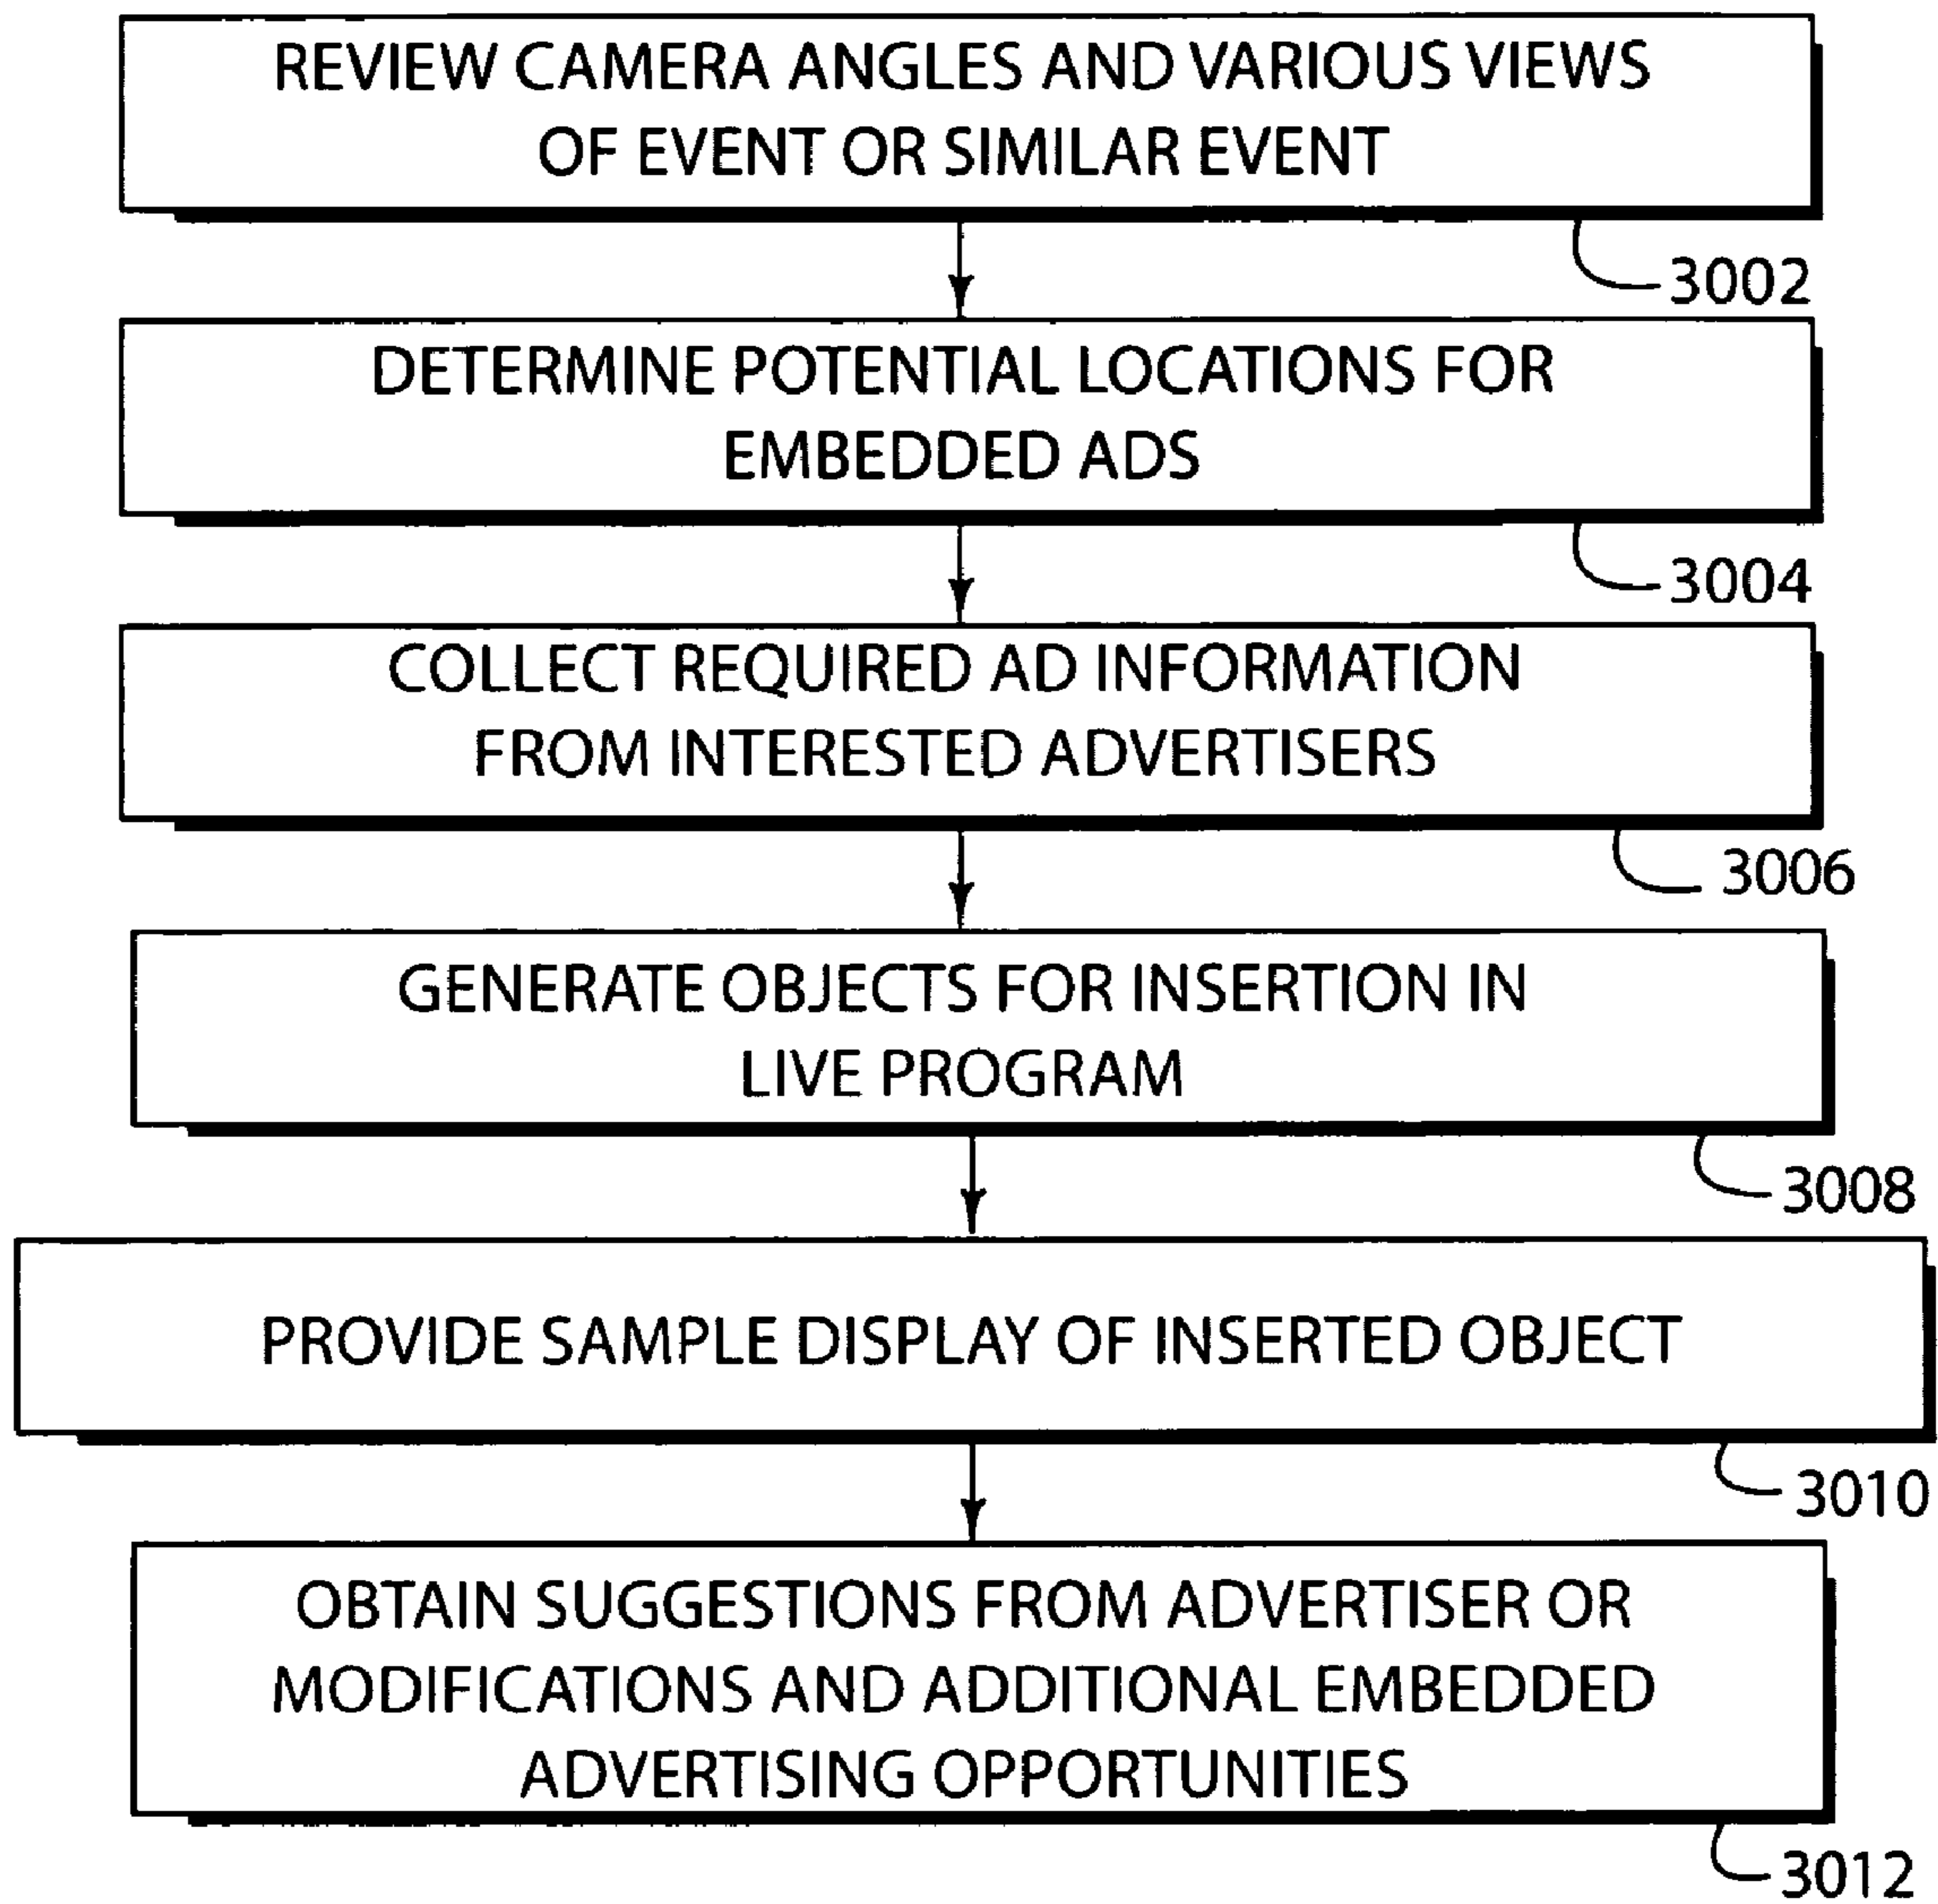 REVIEW CAMERA ANGLES AND VARIOUS VIEWS
OF EVENT OR SIMILAR EVENT
3002
DETERMINE POTENTIAL LOCATIONS FOR
EMBEDDED ADS
3004
COLLECT REQUIRED AD INFORMATION
FROM INTERESTED ADVERTISERS
3006
GENERATE OBJECTS FOR INSERTION IN
LIVE PROGRAM
3008
PROVIDE SAMPLE DISPLAY OF INSERTED OBJECT
3010
OBTAIN SUGGESTIONS FROM ADVERTISER OR
MODIFICATIONS AND ADDITIONAL EMBEDDED
ADVERTISING OPPORTUNITIES
3012